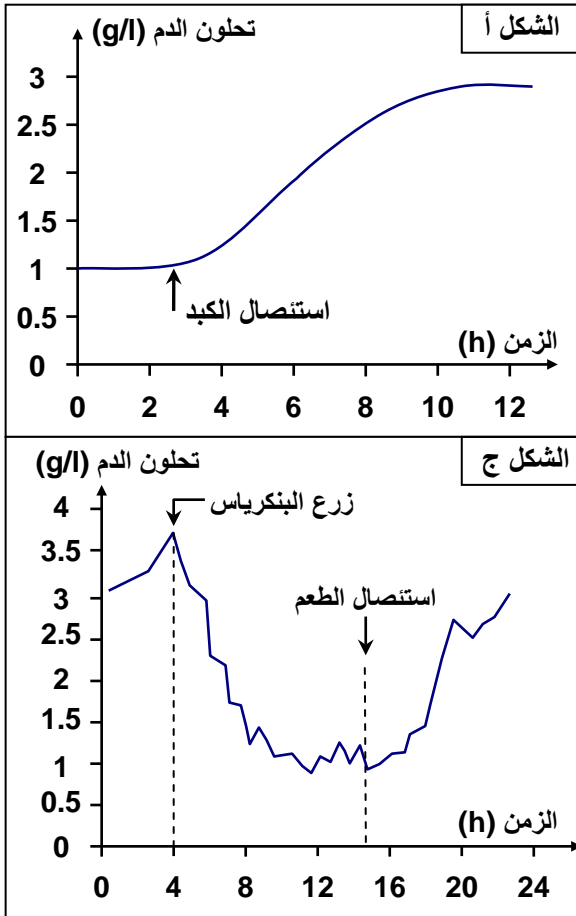 الشكل أ
تحلون الدم (g/l)
3
2.5
2
1.5
1
0.5
0
استئصال الكبد
الزمن (h)
0 2 4 6 8 10 12
الشكل ج
تحلون الدم (g/l)
4
3.5
3
2.5
2
1.5
1
0.5
0
زرع البنكرياس
استئصال الطعم
الزمن (h)
0 4 8 12 16 20 24